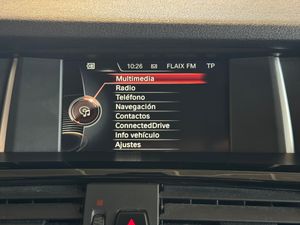 10:26 FLAIX FM TP
Multimedia
Radio
Teléfono
Navegación
Contactos
ConnectedDrive
Info vehículo
Ajustes